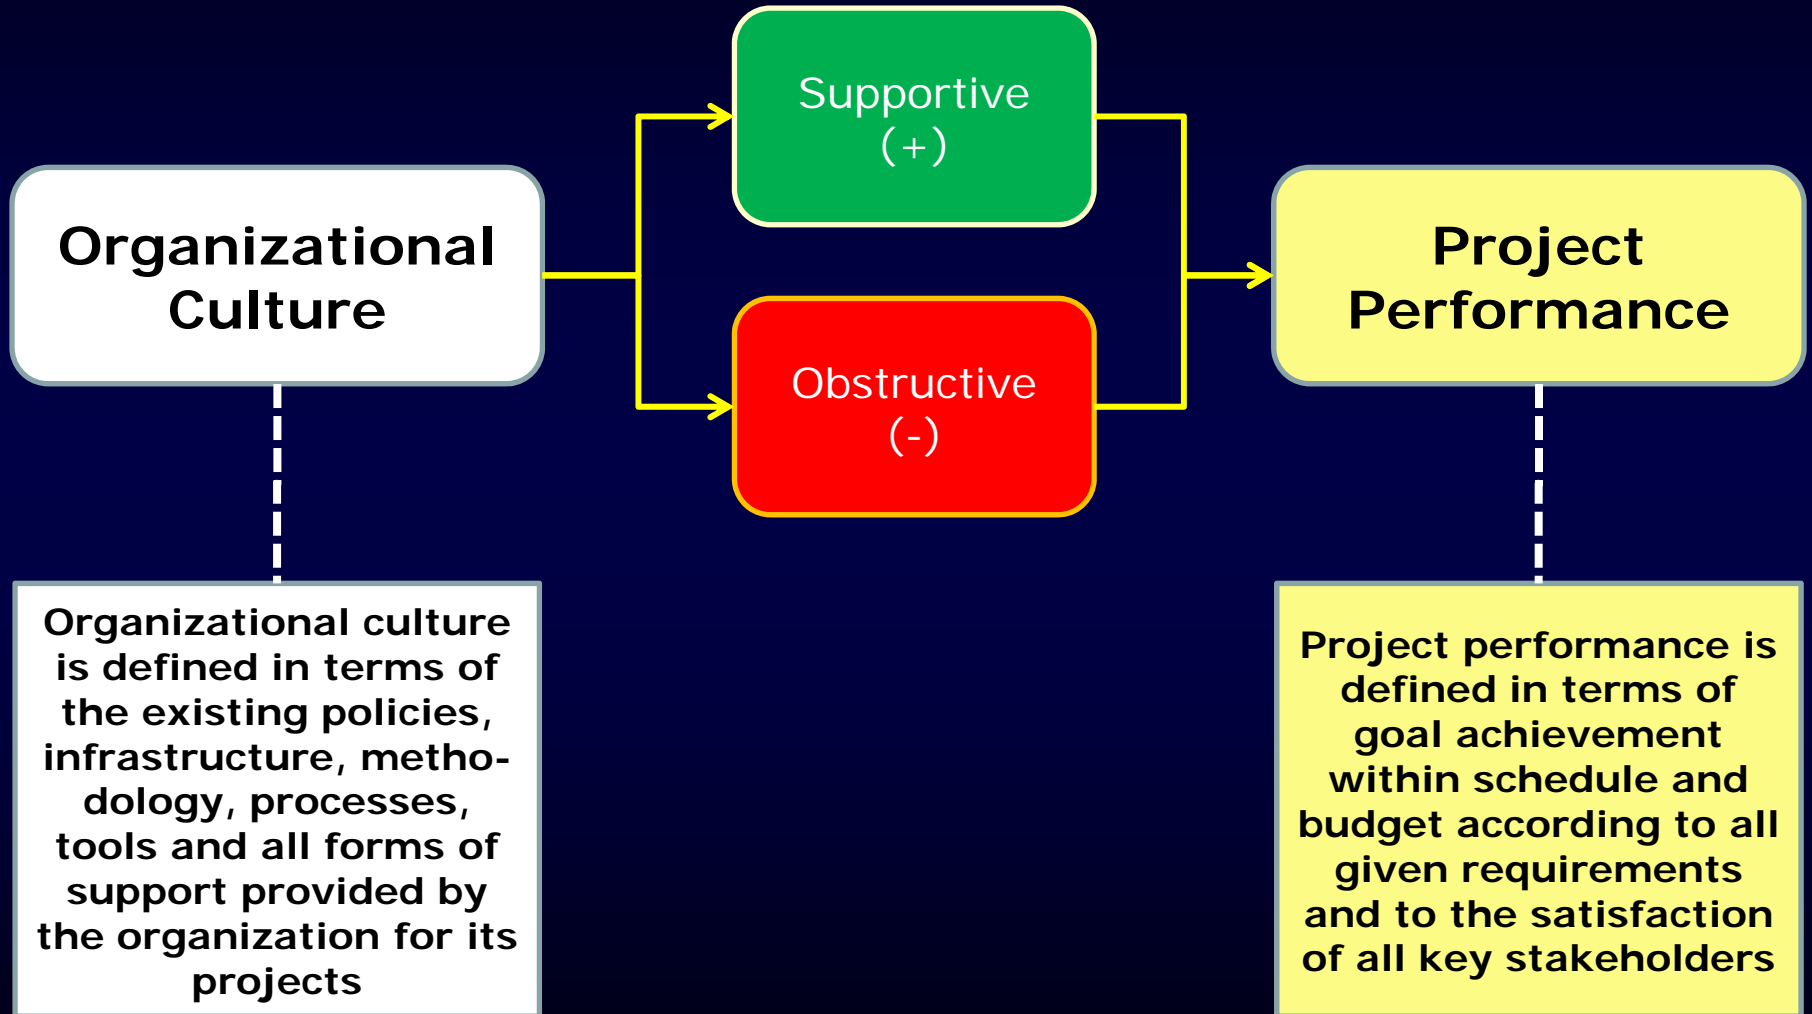 Supportive
(+)
Organizational
Culture
Project
Performance
Obstructive
(-)
Organizational culture
is defined in terms of
the existing policies,
infrastructure, metho-
dology, processes,
tools and all forms of
support provided by
the organization for its
projects
Project performance is
defined in terms of
goal achievement
within schedule and
budget according to all
given requirements
and to the satisfaction
of all key stakeholders